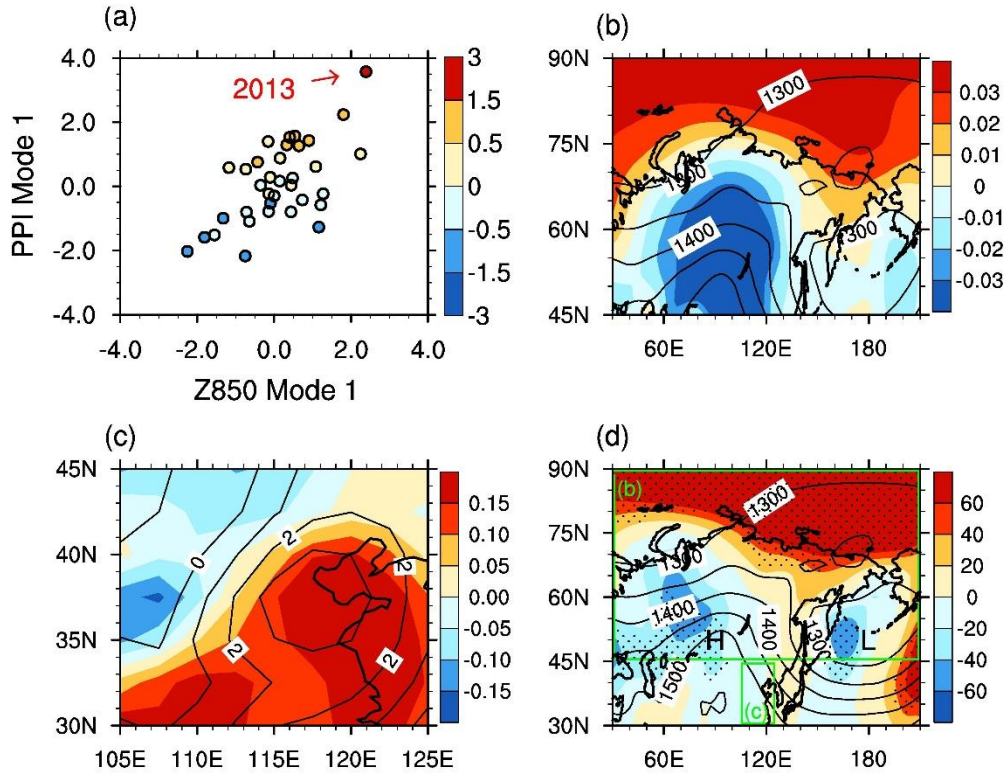 (a)
4.0
2.0
0.0
-2.0
-4.0
PPI Mode 1
2013
-4.0 -2.0 0.0 2.0 4.0
Z850 Mode 1
3
1.5
0.5
0
-0.5
-1.5
-3
(b)
90N
75N
60N
45N
1300
1300
1400
300
60E 120E 180
0.03
0.02
0.01
0
-0.01
-0.02
-0.03
(c)
45N
40N
35N
30N
2
0
2
2
2
105E 110E 115E 120E 125E
0.15
0.10
0.05
0.00
-0.05
-0.10
-0.15
(d)
90N
75N
60N
45N
30N
(b)
1300
1300
1400
1400
1300
H L
1500
(c)
60E 120E 180
60
40
20
0
-20
-40
-60